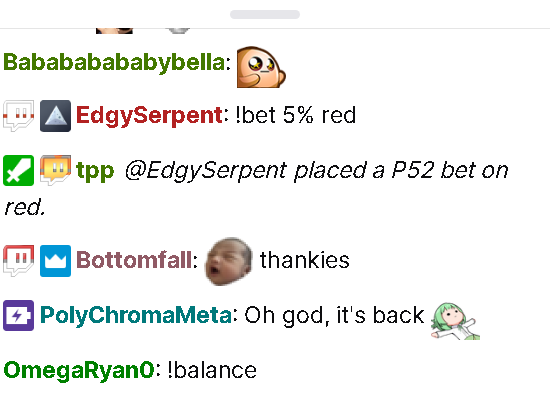 Babababababybella:
EdgySerpent: !bet 5% red
tpp @EdgySerpent placed a P52 bet on
red.
Bottomfall: thankies
PolyChromaMeta: Oh god, it's back
OmegaRyan0: !balance